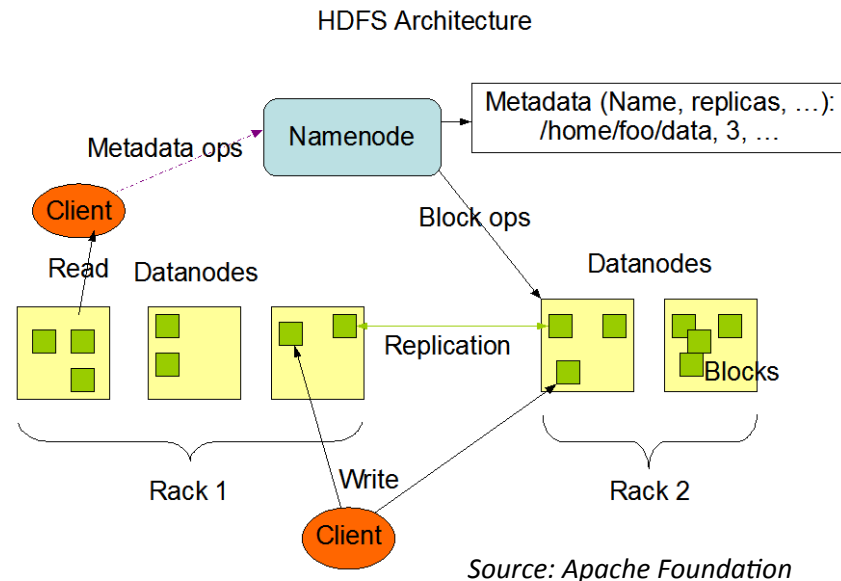 HDFS Architecture
Metadata (Name, replicas, …):
/home/foo/data, 3, …
Namenode
Metadata ops
Client
Block ops
Read
Datanodes
Datanodes
Replication
Blocks
Rack 1
Write
Rack 2
Client
Source: Apache Foundation